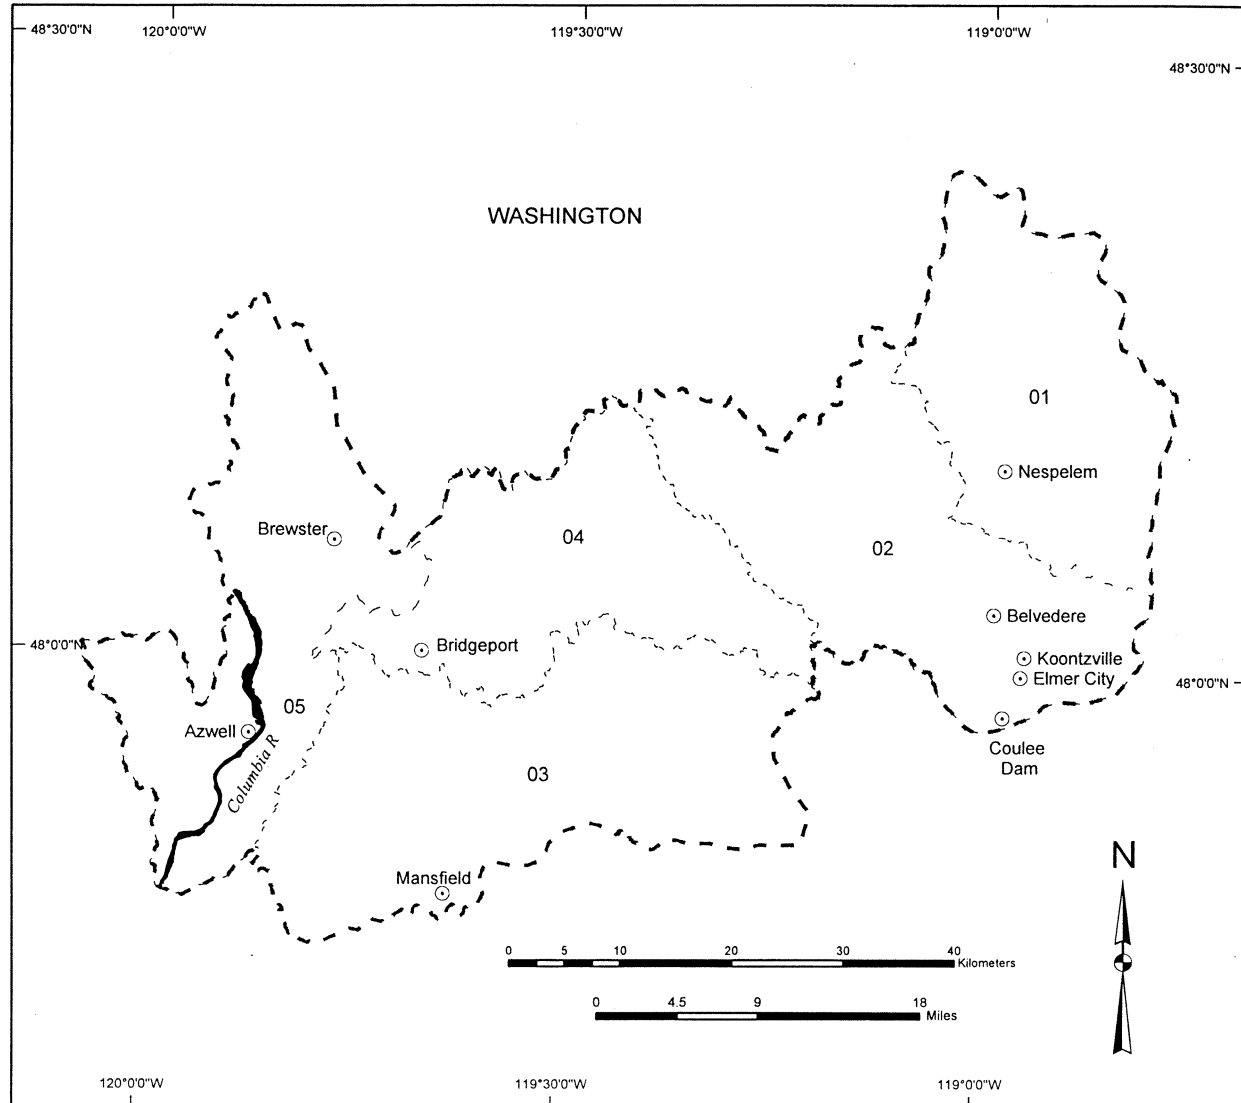 48°30'0"N
120°0'0"W
119°30'0"W
119°0'0"W
48°30'0"N
WASHINGTON
01
Nespelem
Brewster
04
02
Belvedere
48°0'0"N
Bridgeport
Koontzville
Elmer City
48°0'0"N
05
Azwell
Coulee
Dam
Columbia R
03
Mansfield
N
0 5 10 20 30 40
Kilometers
0 4.5 9 18
Miles
120°0'0"W
119°30'0"W
119°0'0"W